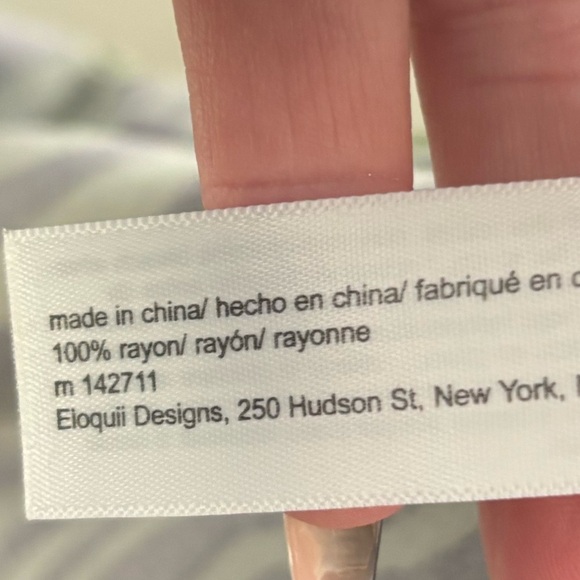 made in china/ hecho en china/ fabriqué en
100% rayon/ rayón/ rayonne
m 142711
Eloquii Designs, 250 Hudson St, New York,